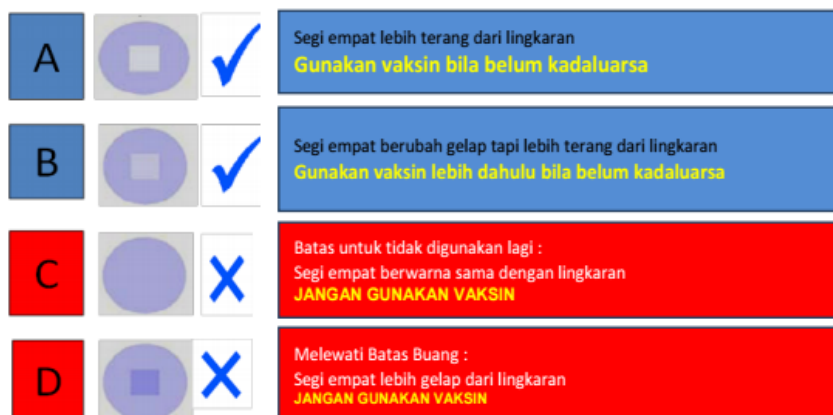 A
Segi empat lebih terang dari lingkaran
Gunakan vaksin bila belum kadaluarsa
B
Segi empat berubah gelap tapi lebih terang dari lingkaran
Gunakan vaksin lebih dahulu bila belum kadaluarsa
C
Batas untuk tidak digunakan lagi :
Segi empat berwarna sama dengan lingkaran
JANGAN GUNAKAN VAKSIN
D
Melewati Batas Buang :
Segi empat lebih gelap dari lingkaran
JANGAN GUNAKAN VAKSIN